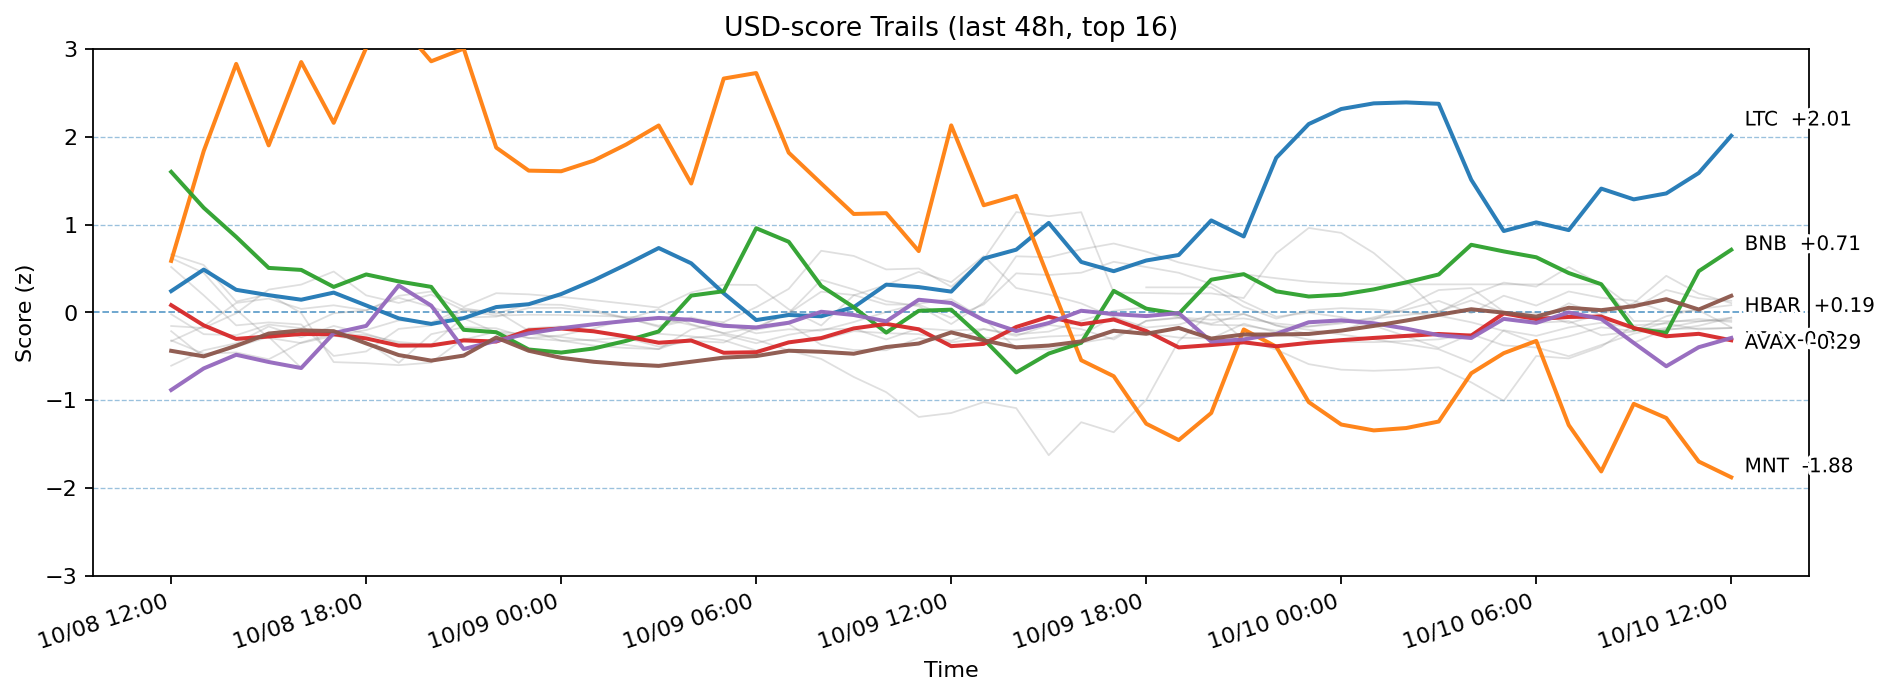 USD-score Trails (last 48h, top 16)
Score (z)
3
2
1
0
−1
−2
−3
LTC +2.01
BNB +0.71
HBAR +0.19
AVAX -0.29
MNT -1.88
10/08 12:00
10/08 18:00
10/09 00:00
10/09 06:00
10/09 12:00
10/09 18:00
10/10 00:00
10/10 06:00
10/10 12:00
Time